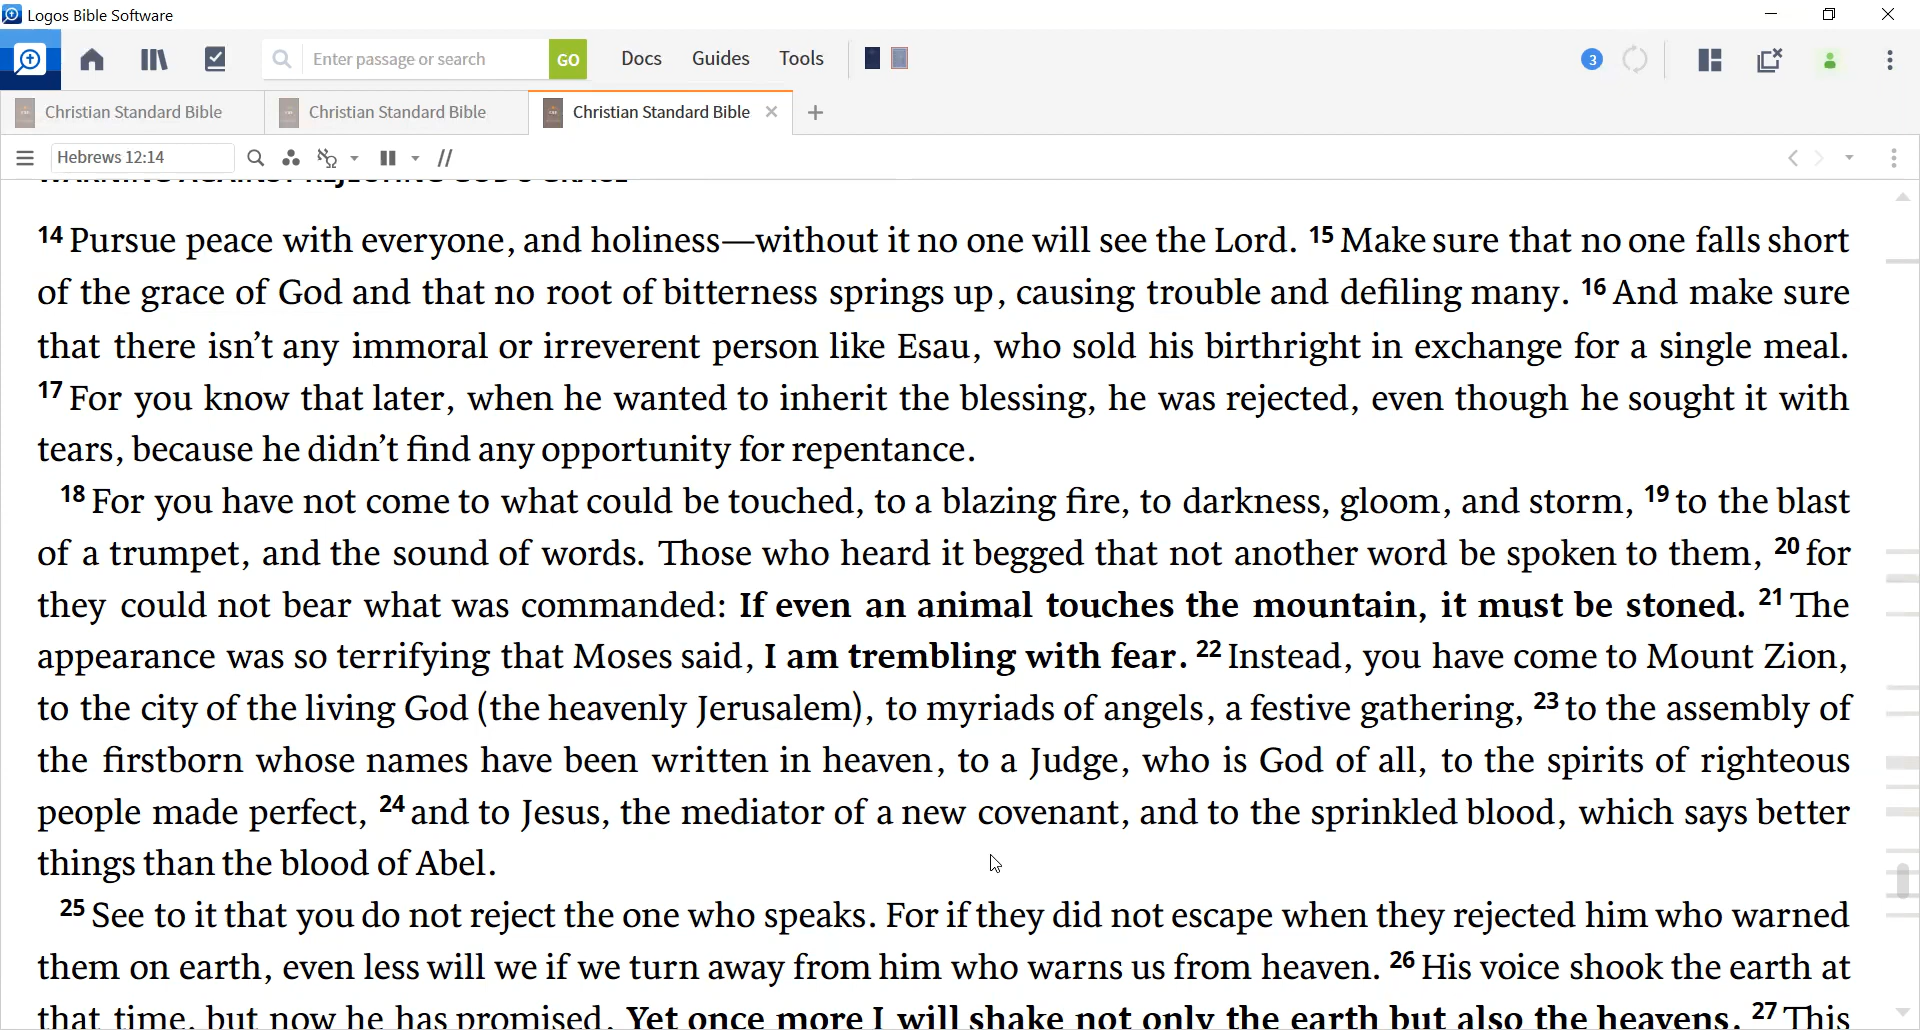 Logos Bible Software
Enter passage or search GO Docs Guides Tools 3
Christian Standard Bible Christian Standard Bible Christian Standard Bible
Hebrews 12:14
WARNING AGAINST REJECTING GOD'S GRACE
14 Pursue peace with everyone, and holiness—without it no one will see the Lord. 15 Make sure that no one falls short
of the grace of God and that no root of bitterness springs up, causing trouble and defiling many. 16 And make sure
that there isn’t any immoral or irreverent person like Esau, who sold his birthright in exchange for a single meal.
17 For you know that later, when he wanted to inherit the blessing, he was rejected, even though he sought it with
tears, because he didn’t find any opportunity for repentance.
18 For you have not come to what could be touched, to a blazing fire, to darkness, gloom, and storm, 19 to the blast
of a trumpet, and the sound of words. Those who heard it begged that not another word be spoken to them, 20 for
they could not bear what was commanded: If even an animal touches the mountain, it must be stoned. 21 The
appearance was so terrifying that Moses said, I am trembling with fear. 22 Instead, you have come to Mount Zion,
to the city of the living God (the heavenly Jerusalem), to myriads of angels, a festive gathering, 23 to the assembly of
the firstborn whose names have been written in heaven, to a Judge, who is God of all, to the spirits of righteous
people made perfect, 24 and to Jesus, the mediator of a new covenant, and to the sprinkled blood, which says better
things than the blood of Abel.
25 See to it that you do not reject the one who speaks. For if they did not escape when they rejected him who warned
them on earth, even less will we if we turn away from him who warns us from heaven. 26 His voice shook the earth at
that time, but now he has promised, Yet once more I will shake not only the earth but also the heavens. 27 This